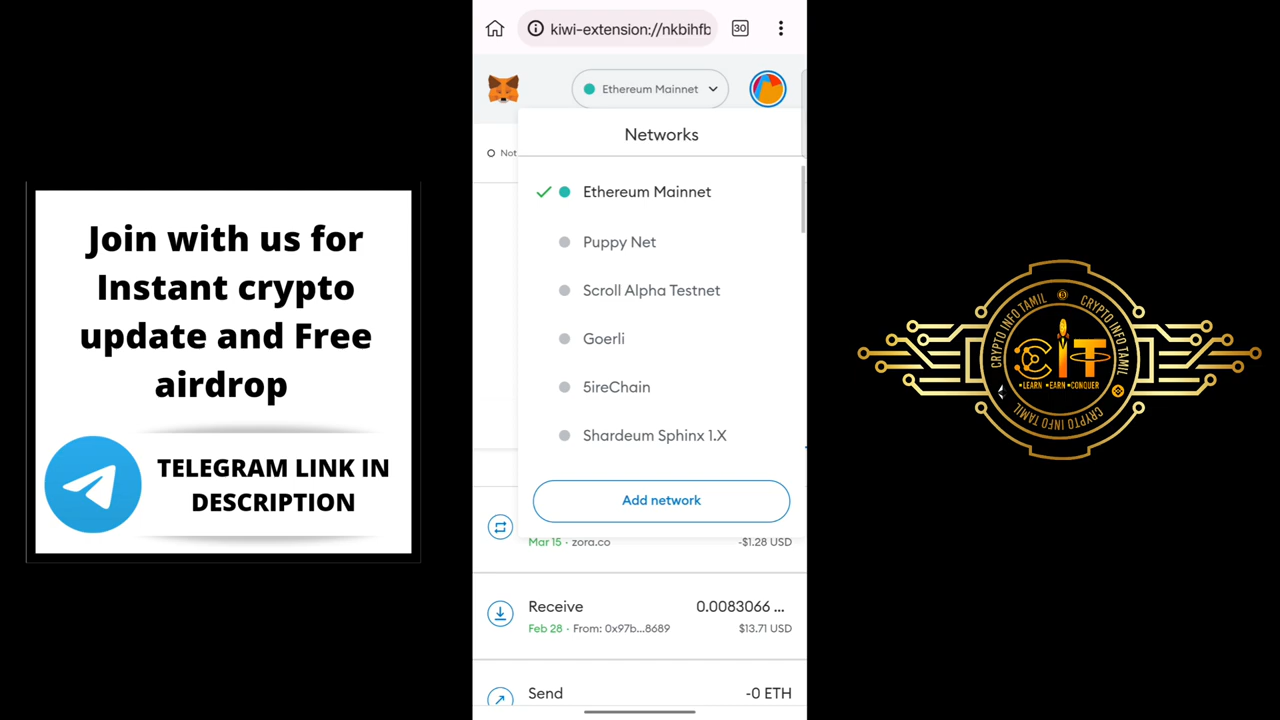 Join with us for
Instant crypto
update and Free
airdrop
TELEGRAM LINK IN
DESCRIPTION
kiwi-extension://nkbihfb
30
Ethereum Mainnet
Networks
Not
Ethereum Mainnet
Puppy Net
Scroll Alpha Testnet
Goerli
5ireChain
Shardeum Sphinx 1.X
Add network
Mar 15 · zora.co
-$1.28 USD
Receive
0.0083066 ...
Feb 28 · From: 0x97b...8689
$13.71 USD
Send
-0 ETH
CRYPTO INFO TAMIL
CRYPTO INFO TAMIL
CIT
•LEARN •EARN •CONQUER
CRYPTO INFO TAMIL